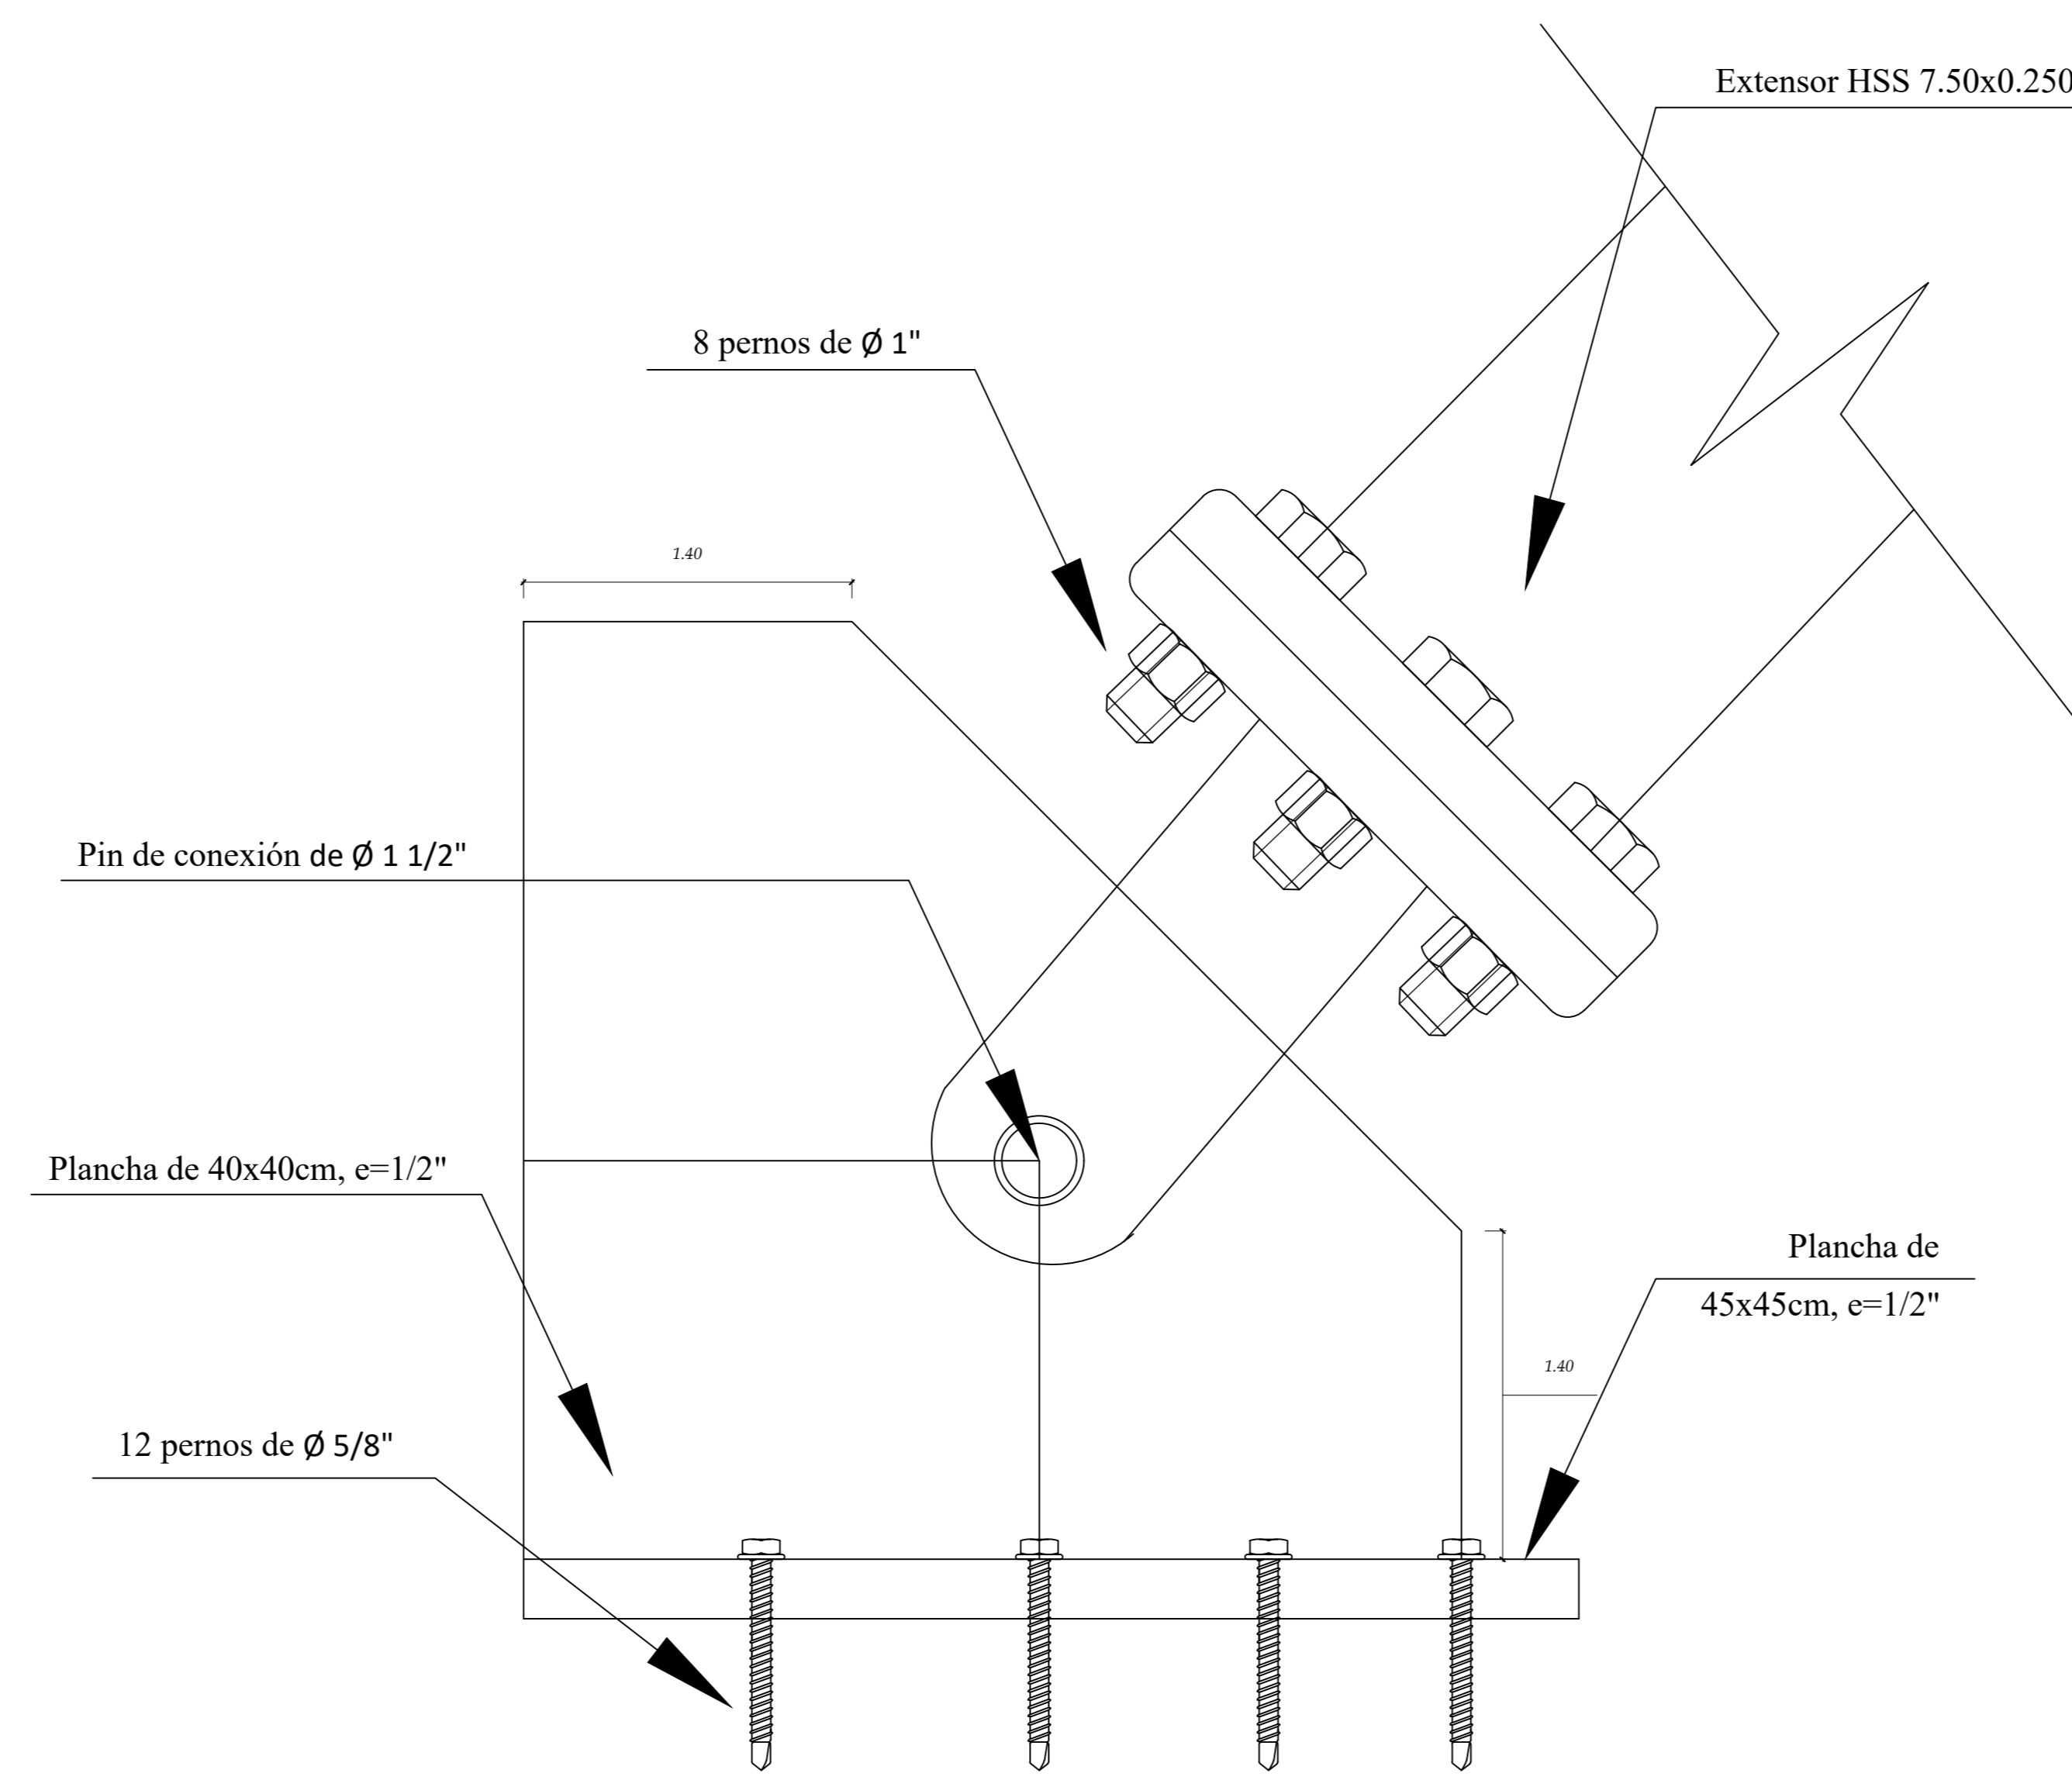 Extensor HSS 7.50x0.250
8 pernos de Ø 1"
1.40
Pin de conexión de Ø 1 1/2"
Plancha de 40x40cm, e=1/2"
Plancha de
45x45cm, e=1/2"
1.40
12 pernos de Ø 5/8"